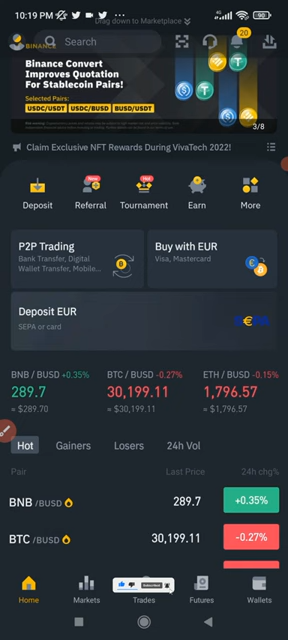 10:19 PM
90
Drag down to Marketplace
20
BINANCE
Search
Binance Convert
Improves Quotation
For Stablecoin Pairs!
Selected Pairs:
USDC/USDT USDC/BUSD BUSD/USDT
3/8
Claim Exclusive NFT Rewards During VivaTech 2022!
Deposit
Referral
Tournament
Earn
More
P2P Trading
Bank Transfer, Digital
Wallet Transfer, Mobile...
Buy with EUR
Visa, Mastercard
Deposit EUR
SEPA or card
BNB / BUSD +0.35%
289.7
≈ $289.70
BTC / BUSD -0.27%
30,199.11
≈ $30,199.11
ETH / BUSD -0.15%
1,796.57
≈ $1,796.57
Hot Gainers Losers 24h Vol
Pair Last Price 24h chg%
BNB /BUSD 289.7 +0.35%
BTC /BUSD 30,199.11 -0.27%
Home Markets Trades Futures Wallets